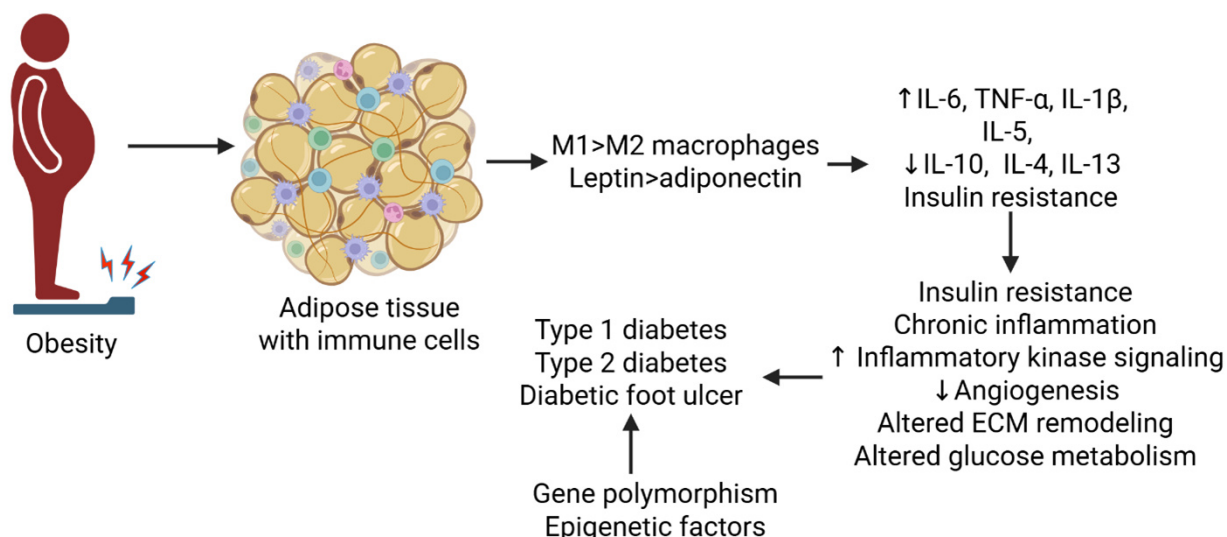 Obesity
Adipose tissue
with immune cells
M1>M2 macrophages
Leptin>adiponectin
↑IL-6, TNF-α, IL-1β,
IL-5,
↓IL-10, IL-4, IL-13
Insulin resistance
Insulin resistance
Chronic inflammation
↑ Inflammatory kinase signaling
↓Angiogenesis
Altered ECM remodeling
Altered glucose metabolism
Type 1 diabetes
Type 2 diabetes
Diabetic foot ulcer
Gene polymorphism
Epigenetic factors